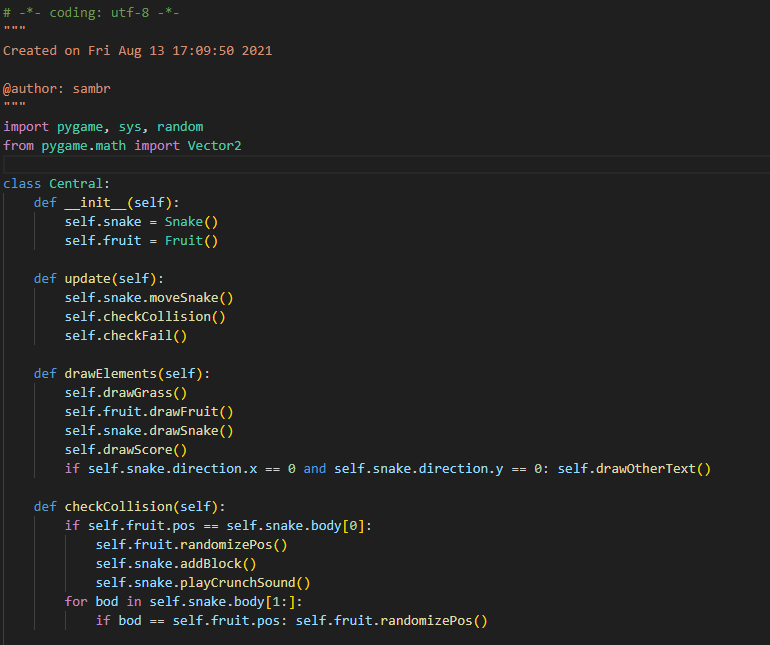 # -*- coding: utf-8 -*-
"""
Created on Fri Aug 13 17:09:50 2021

@author: sambr
"""
import pygame, sys, random
from pygame.math import Vector2

class Central:
    def __init__(self):
        self.snake = Snake()
        self.fruit = Fruit()

    def update(self):
        self.snake.moveSnake()
        self.checkCollision()
        self.checkFail()

    def drawElements(self):
        self.drawGrass()
        self.fruit.drawFruit()
        self.snake.drawSnake()
        self.drawScore()
        if self.snake.direction.x == 0 and self.snake.direction.y == 0: self.drawOtherText()

    def checkCollision(self):
        if self.fruit.pos == self.snake.body[0]:
            self.fruit.randomizePos()
            self.snake.addBlock()
            self.snake.playCrunchSound()
        for bod in self.snake.body[1:]:
            if bod == self.fruit.pos: self.fruit.randomizePos()